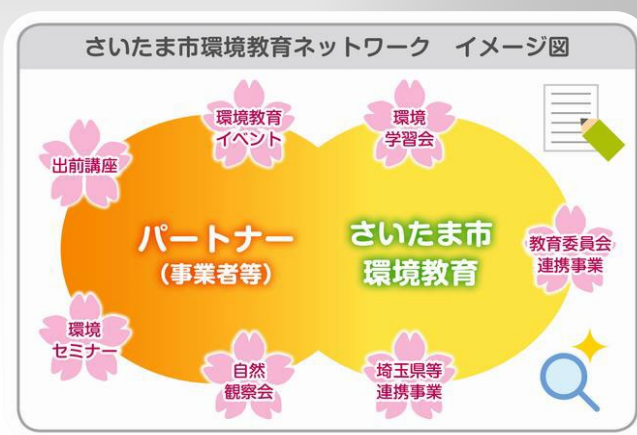 さいたま市環境教育ネットワーク　イメージ図
環境教育
イベント
環境
学習会
出前講座
パートナー
（事業者等）
さいたま市
環境教育
教育委員会
連携事業
環境
セミナー
自然
観察会
埼玉県等
連携事業